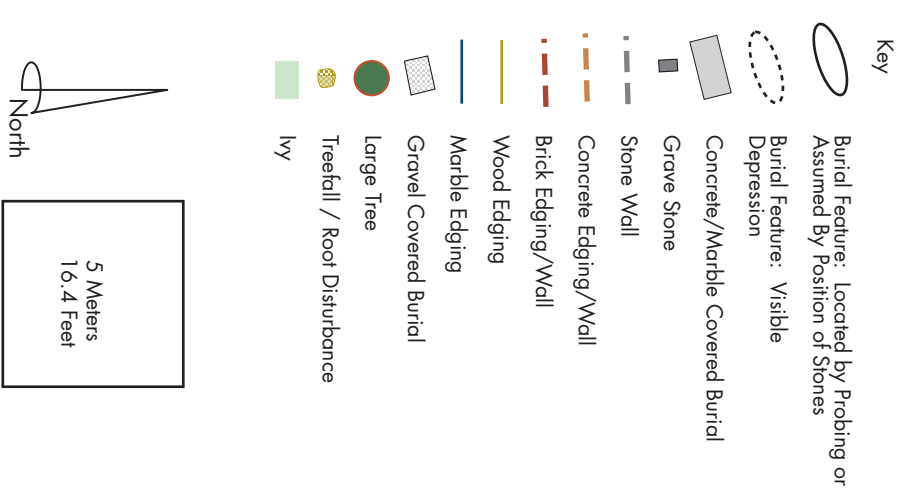 Key
Burial Feature: Located by Probing or
Assumed By Position of Stones
Burial Feature: Visible
Depression
Concrete/Marble Covered Burial
Grave Stone
Stone Wall
Concrete Edging/Wall
Brick Edging/Wall
Wood Edging
Marble Edging
Gravel Covered Burial
Large Tree
Treefall / Root Disturbance
Ivy
North
5 Meters
16.4 Feet